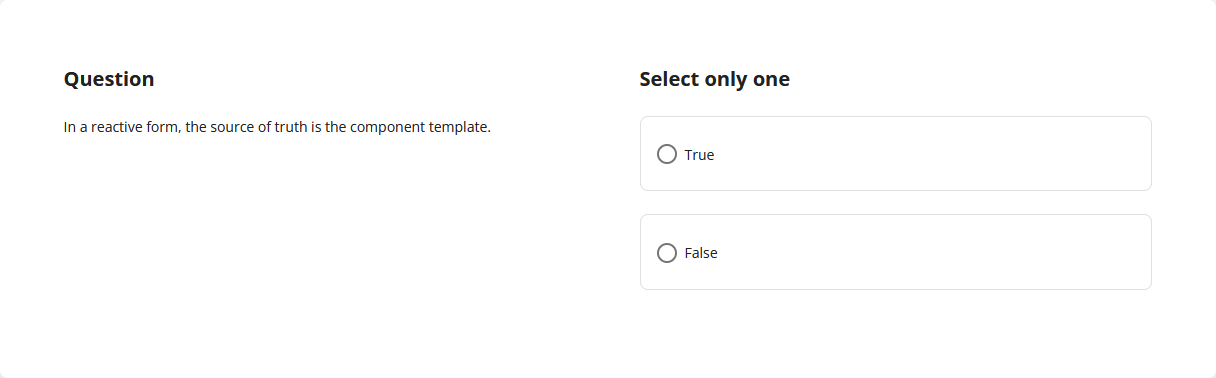 Question
In a reactive form, the source of truth is the component template.
Select only one
True
False